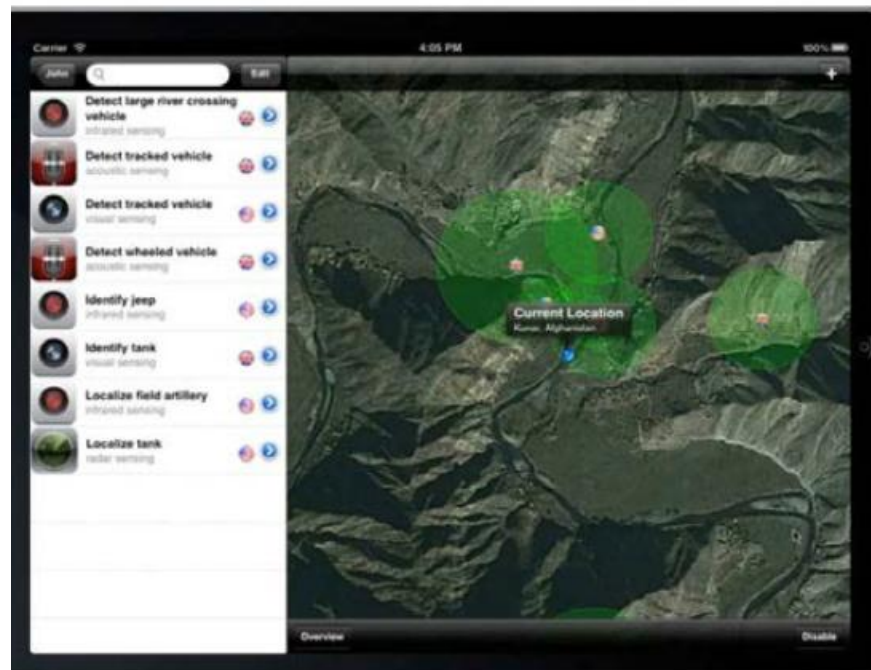 Carrier
4:05 PM
100%
John
Edit
+
Detect large river crossing
vehicle
infrared sensing
Detect tracked vehicle
acoustic sensing
Detect tracked vehicle
visual sensing
Detect wheeled vehicle
acoustic sensing
Identify jeep
infrared sensing
Identify tank
visual sensing
Localize field artillery
infrared sensing
Localize tank
radar sensing
Current Location
Kunar, Afghanistan
Overview
Disable